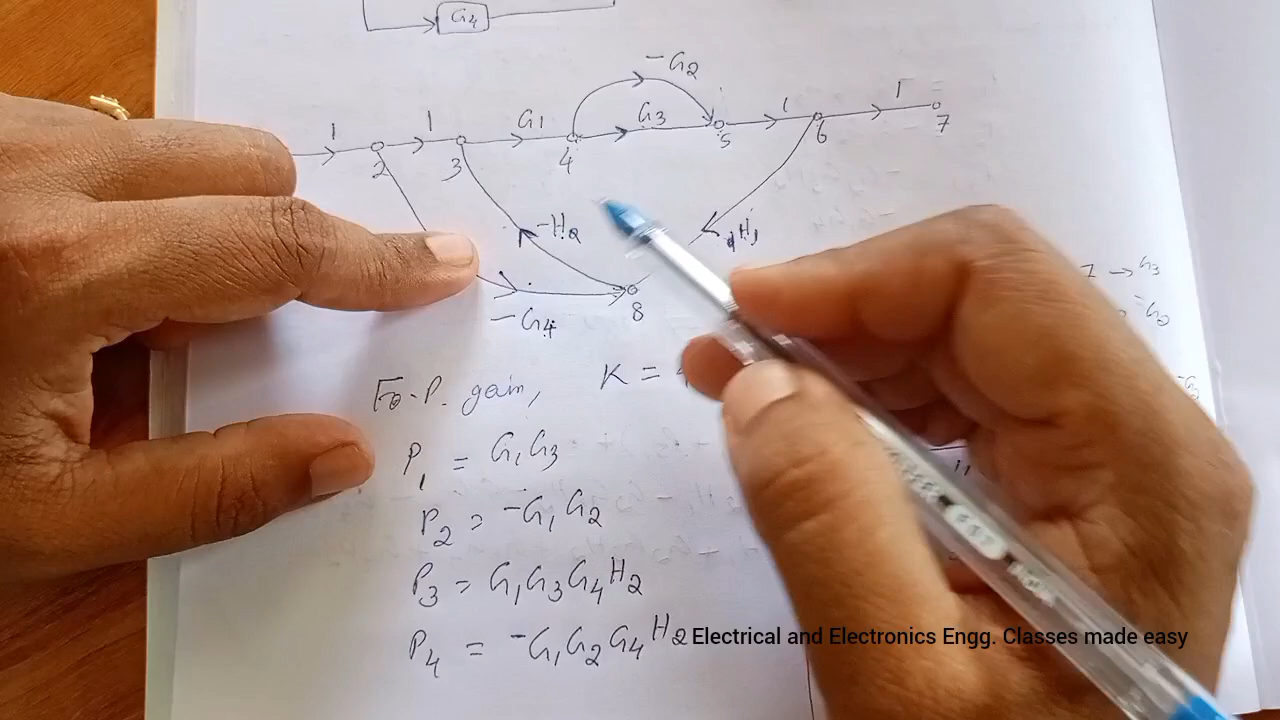 G4
-G2
1 1 G1 G3 1 1
2 3 4 5 6 7
-H2 H1
-G4 8
Fo.P. gain, K =
P1 = G1G3
P2 = -G1G2
P3 = G1G3G4H2
P4 = -G1G2G4H2
Electrical and Electronics Engg. Classes made easy